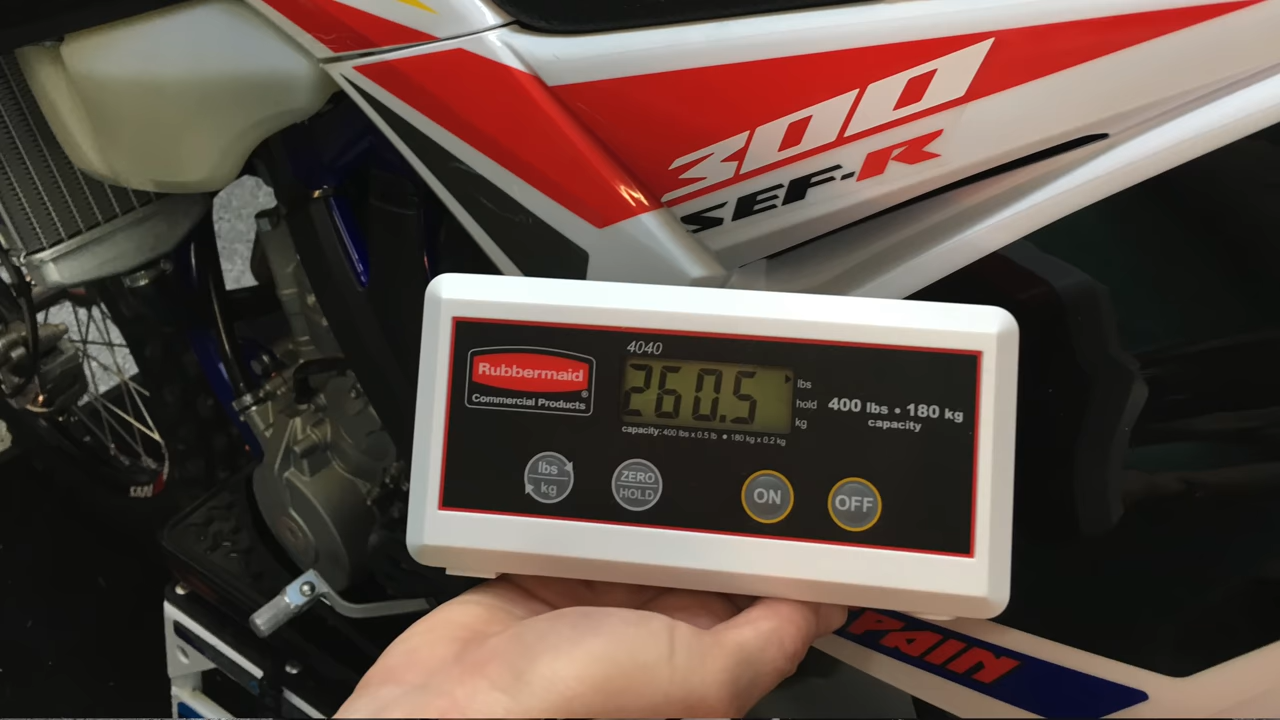 300
SEF-R
4040
Rubbermaid
®
Commercial Products
260.5
lbs
hold
kg
400 lbs • 180 kg
capacity
capacity: 400 lbs x 0.5 lb • 180 kg x 0.2 kg
lbs
kg
ZERO
HOLD
ON
OFF
PAIN